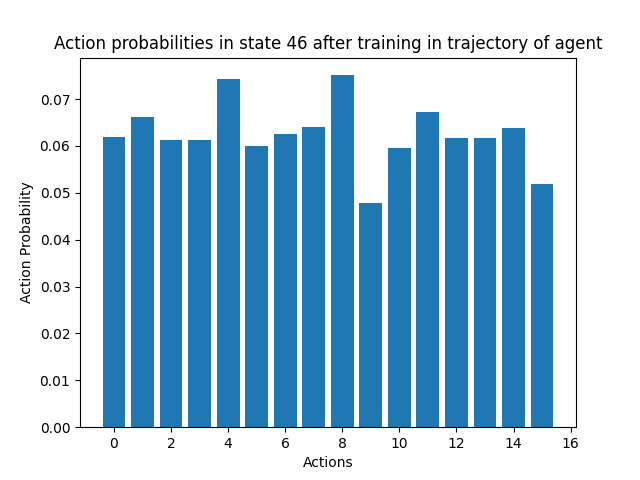 Action probabilities in state 46 after training in trajectory of agent
0.07
0.06
0.05
0.04
0.03
0.02
0.01
0.00
Action Probability
0 2 4 6 8 10 12 14 16
Actions